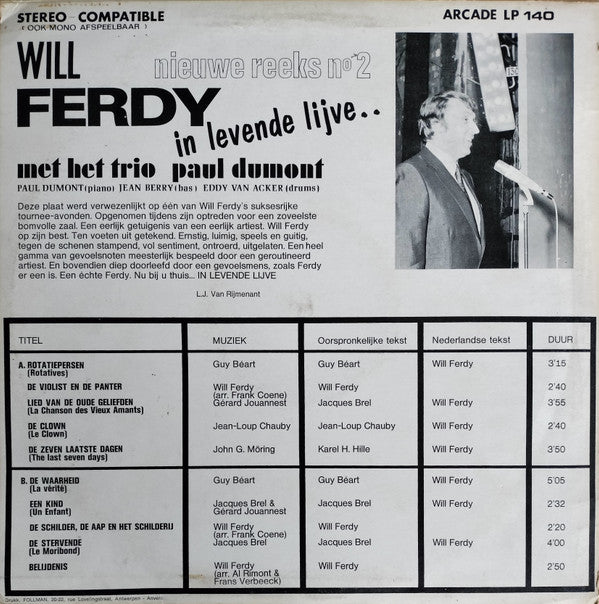 STEREO - COMPATIBLE
( OOK MONO AFSPEELBAAR )
ARCADE LP 140
WILL
nieuwe reeks nº2
FERDY
in levende lijve..
met het trio paul dumont
PAUL DUMONT (piano) JEAN BERRY (bas) EDDY VAN ACKER (drums)
Deze plaat werd verwezenlijkt op één van Will Ferdy's suksesrijke
tournee-avonden. Opgenomen tijdens zijn optreden voor een zoveelste
bomvolle zaal. Een eerlijk getuigenis van een eerlijk artiest. Will Ferdy
op zijn best. Ten voeten uit getekend. Ernstig, luimig, speels en guitig,
tegen de schenen stampend, vol sentiment, ontroerd, uitgelaten. Een heel
gamma van gevoelsnoten meesterlijk bespeeld door een geroutineerd
artiest. En bovendien diep doorleefd door een gevoelsmens, zoals Ferdy
er een is. Een échte Ferdy. Nu bij u thuis... IN LEVENDE LIJVE
L.J. Van Rijmenant
TITEL MUZIEK Oorspronkelijke tekst Nederlandse tekst DUUR
A. ROTATIEPERSEN Guy Béart Guy Béart Will Ferdy 3'15
(Rotatives)
DE VIOLIST EN DE PANTER Will Ferdy Will Ferdy 2'40
(arr. Frank Coene)
LIED VAN DE OUDE GELIEFDEN Gérard Jouannest Jacques Brel Will Ferdy 3'55
(La Chanson des Vieux Amants)
DE CLOWN Jean-Loup Chauby Jean-Loup Chauby Will Ferdy 2'40
(Le Clown)
DE ZEVEN LAATSTE DAGEN John G. Möring Karel H. Hille Will Ferdy 3'50
(The last seven days)
B. DE WAARHEID Guy Béart Guy Béart Will Ferdy 5'05
(La vérité)
EEN KIND Jacques Brel & Jacques Brel Will Ferdy 2'32
(Un Enfant) Gérard Jouannest
DE SCHILDER, DE AAP EN HET SCHILDERIJ Will Ferdy Will Ferdy 2'20
(arr. Frank Coene)
DE STERVENDE Jacques Brel Jacques Brel Will Ferdy 4'00
(Le Moribond)
BELIJDENIS Will Ferdy Will Ferdy 2'50
(arr. Al Rimont &
Frans Verbeeck)
Drukk. FOLLMAN, 30-32, rue Lovelingstraat, Antwerpen - Anvers